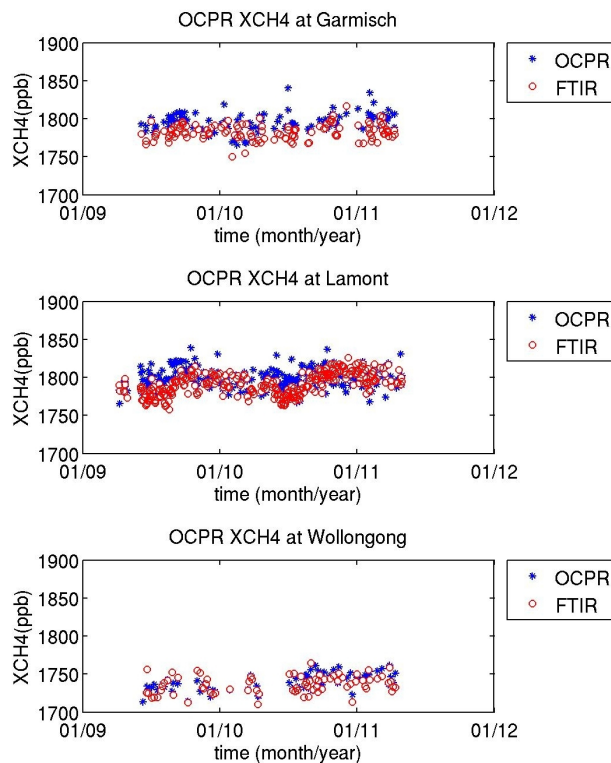 OCPR XCH4 at Garmisch
1900
1850
1800
1750
1700
XCH4(ppb)
01/09 01/10 01/11 01/12
time (month/year)
OCPR
FTIR
OCPR XCH4 at Lamont
1900
1850
1800
1750
1700
XCH4(ppb)
01/09 01/10 01/11 01/12
time (month/year)
OCPR
FTIR
OCPR XCH4 at Wollongong
1900
1850
1800
1750
1700
XCH4(ppb)
01/09 01/10 01/11 01/12
time (month/year)
OCPR
FTIR